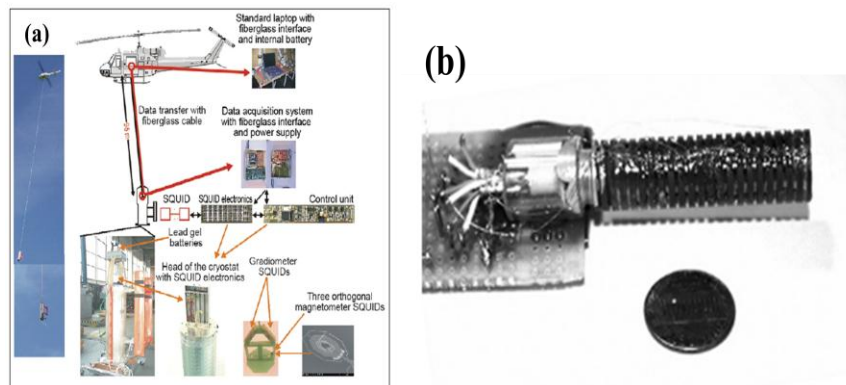 (a)
Standard laptop with
fiberglass interface
and internal battery
Data transfer with
fiberglass cable
Data acquisition system
with fiberglass interface
and power supply
SQUID
SQUID electronics
Control unit
Lead gel
batteries
Head of the cryostat
with SQUID electronics
Gradiometer
SQUIDs
Three orthogonal
magnetometer SQUIDs
(b)